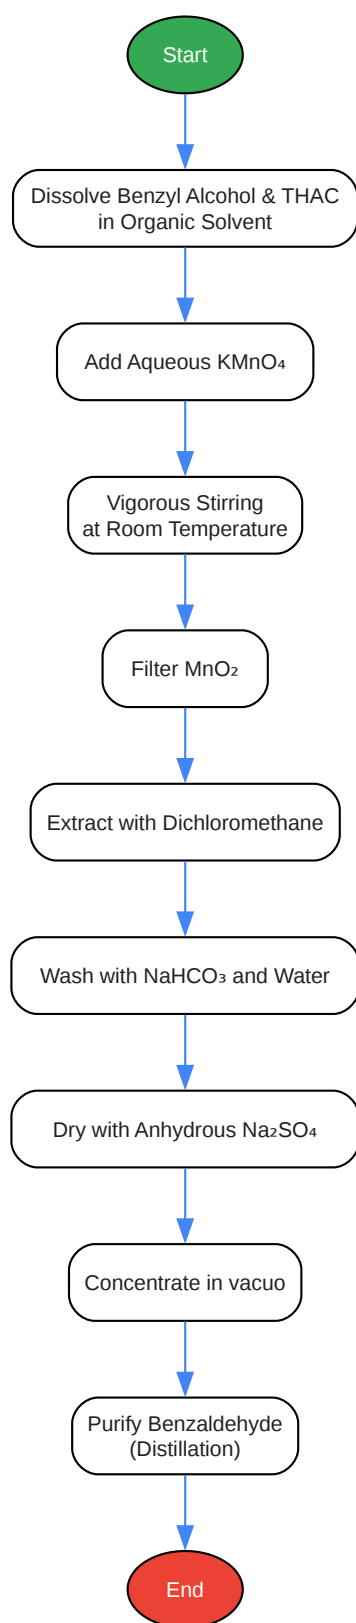 Start
Dissolve Benzyl Alcohol & THAC
in Organic Solvent
Add Aqueous KMnO₄
Vigorous Stirring
at Room Temperature
Filter MnO₂
Extract with Dichloromethane
Wash with NaHCO₃ and Water
Dry with Anhydrous Na₂SO₄
Concentrate in vacuo
Purify Benzaldehyde
(Distillation)
End